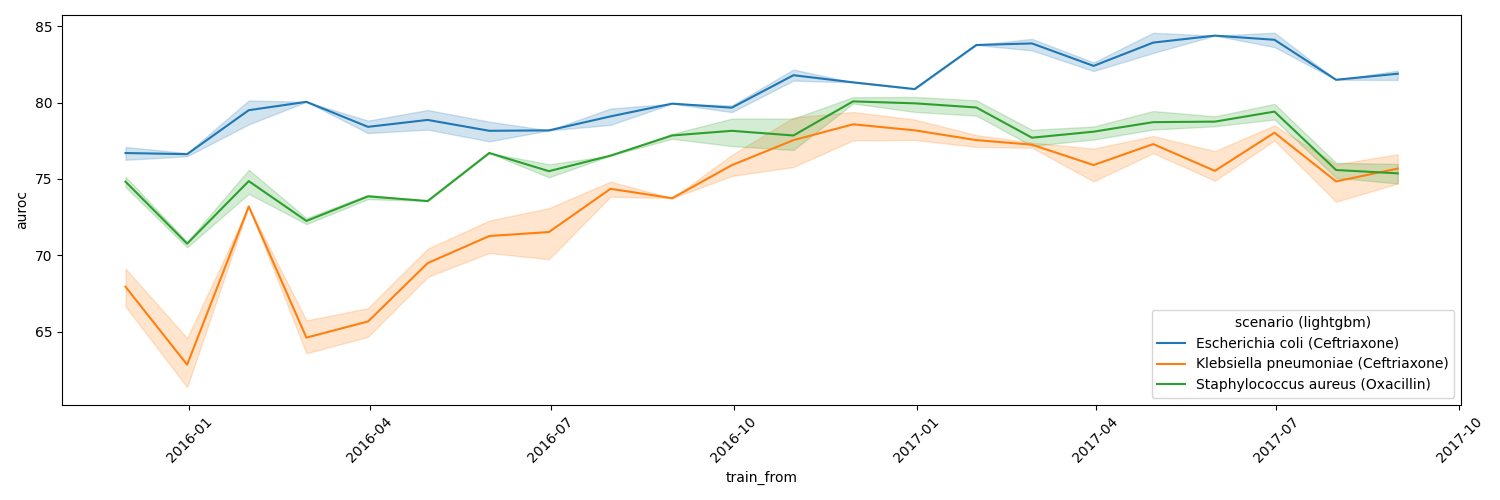 85
80
75
70
65
auroc
2016-01
2016-04
2016-07
2016-10
2017-01
2017-04
2017-07
2017-10
train_from
scenario (lightgbm)
Escherichia coli (Ceftriaxone)
Klebsiella pneumoniae (Ceftriaxone)
Staphylococcus aureus (Oxacillin)